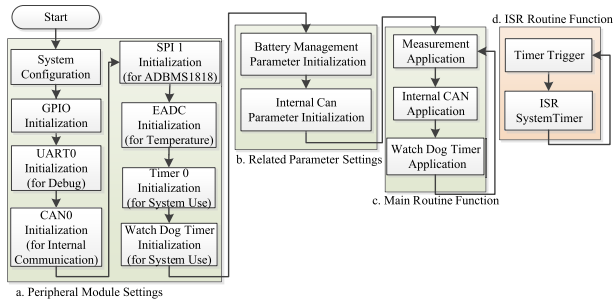 Start
System
Configuration
GPIO
Initialization
UART0
Initialization
(for Debug)
CAN0
Initialization
(for Internal
Communication)
SPI 1
Initialization
(for ADBMS1818)
EADC
Initialization
(for Temperature)
Timer 0
Initialization
(for System Use)
Watch Dog Timer
Initialization
(for System Use)
a. Peripheral Module Settings
Battery Management
Parameter Initialization
Internal Can
Parameter Initialization
b. Related Parameter Settings
Measurement
Application
Internal CAN
Application
Watch Dog Timer
Application
c. Main Routine Function
d. ISR Routine Function
Timer Trigger
ISR
SystemTimer